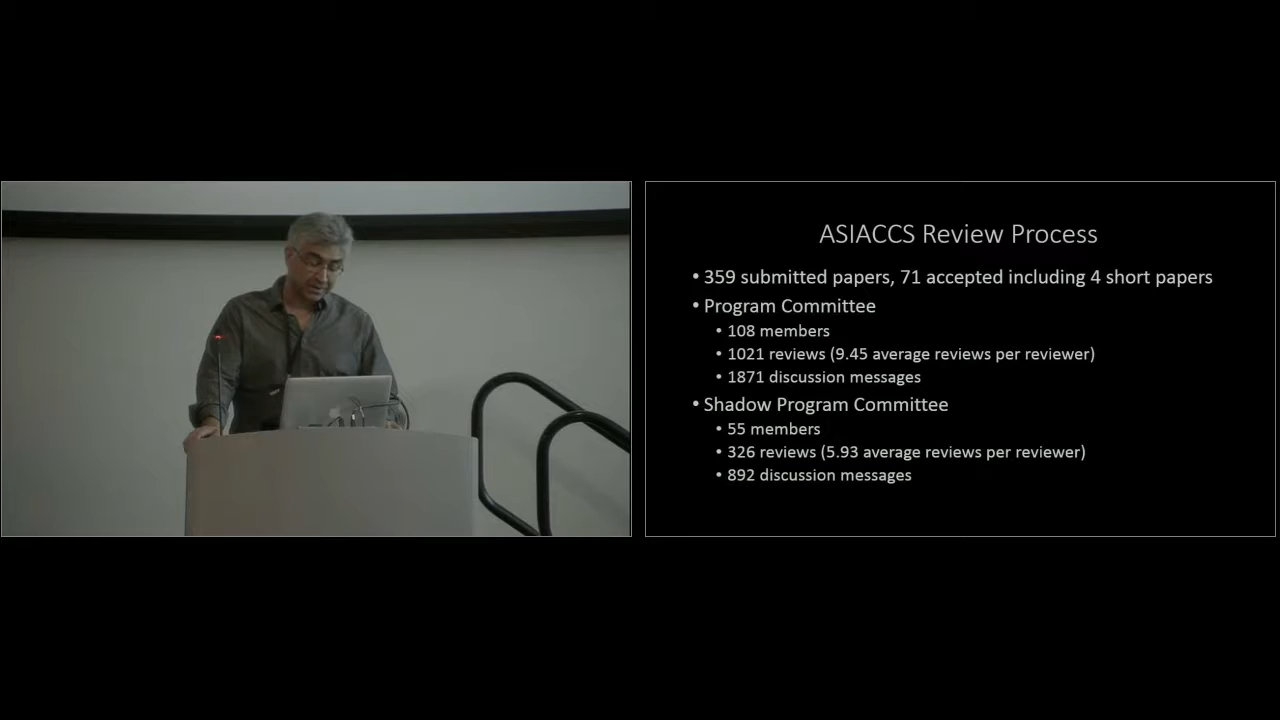 ASIACCS Review Process
• 359 submitted papers, 71 accepted including 4 short papers
• Program Committee
• 108 members
• 1021 reviews (9.45 average reviews per reviewer)
• 1871 discussion messages
• Shadow Program Committee
• 55 members
• 326 reviews (5.93 average reviews per reviewer)
• 892 discussion messages